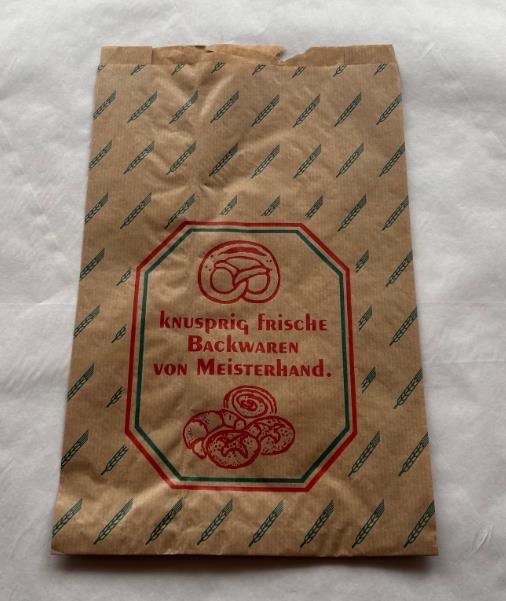 knusprig frische
Backwaren
von Meisterhand.